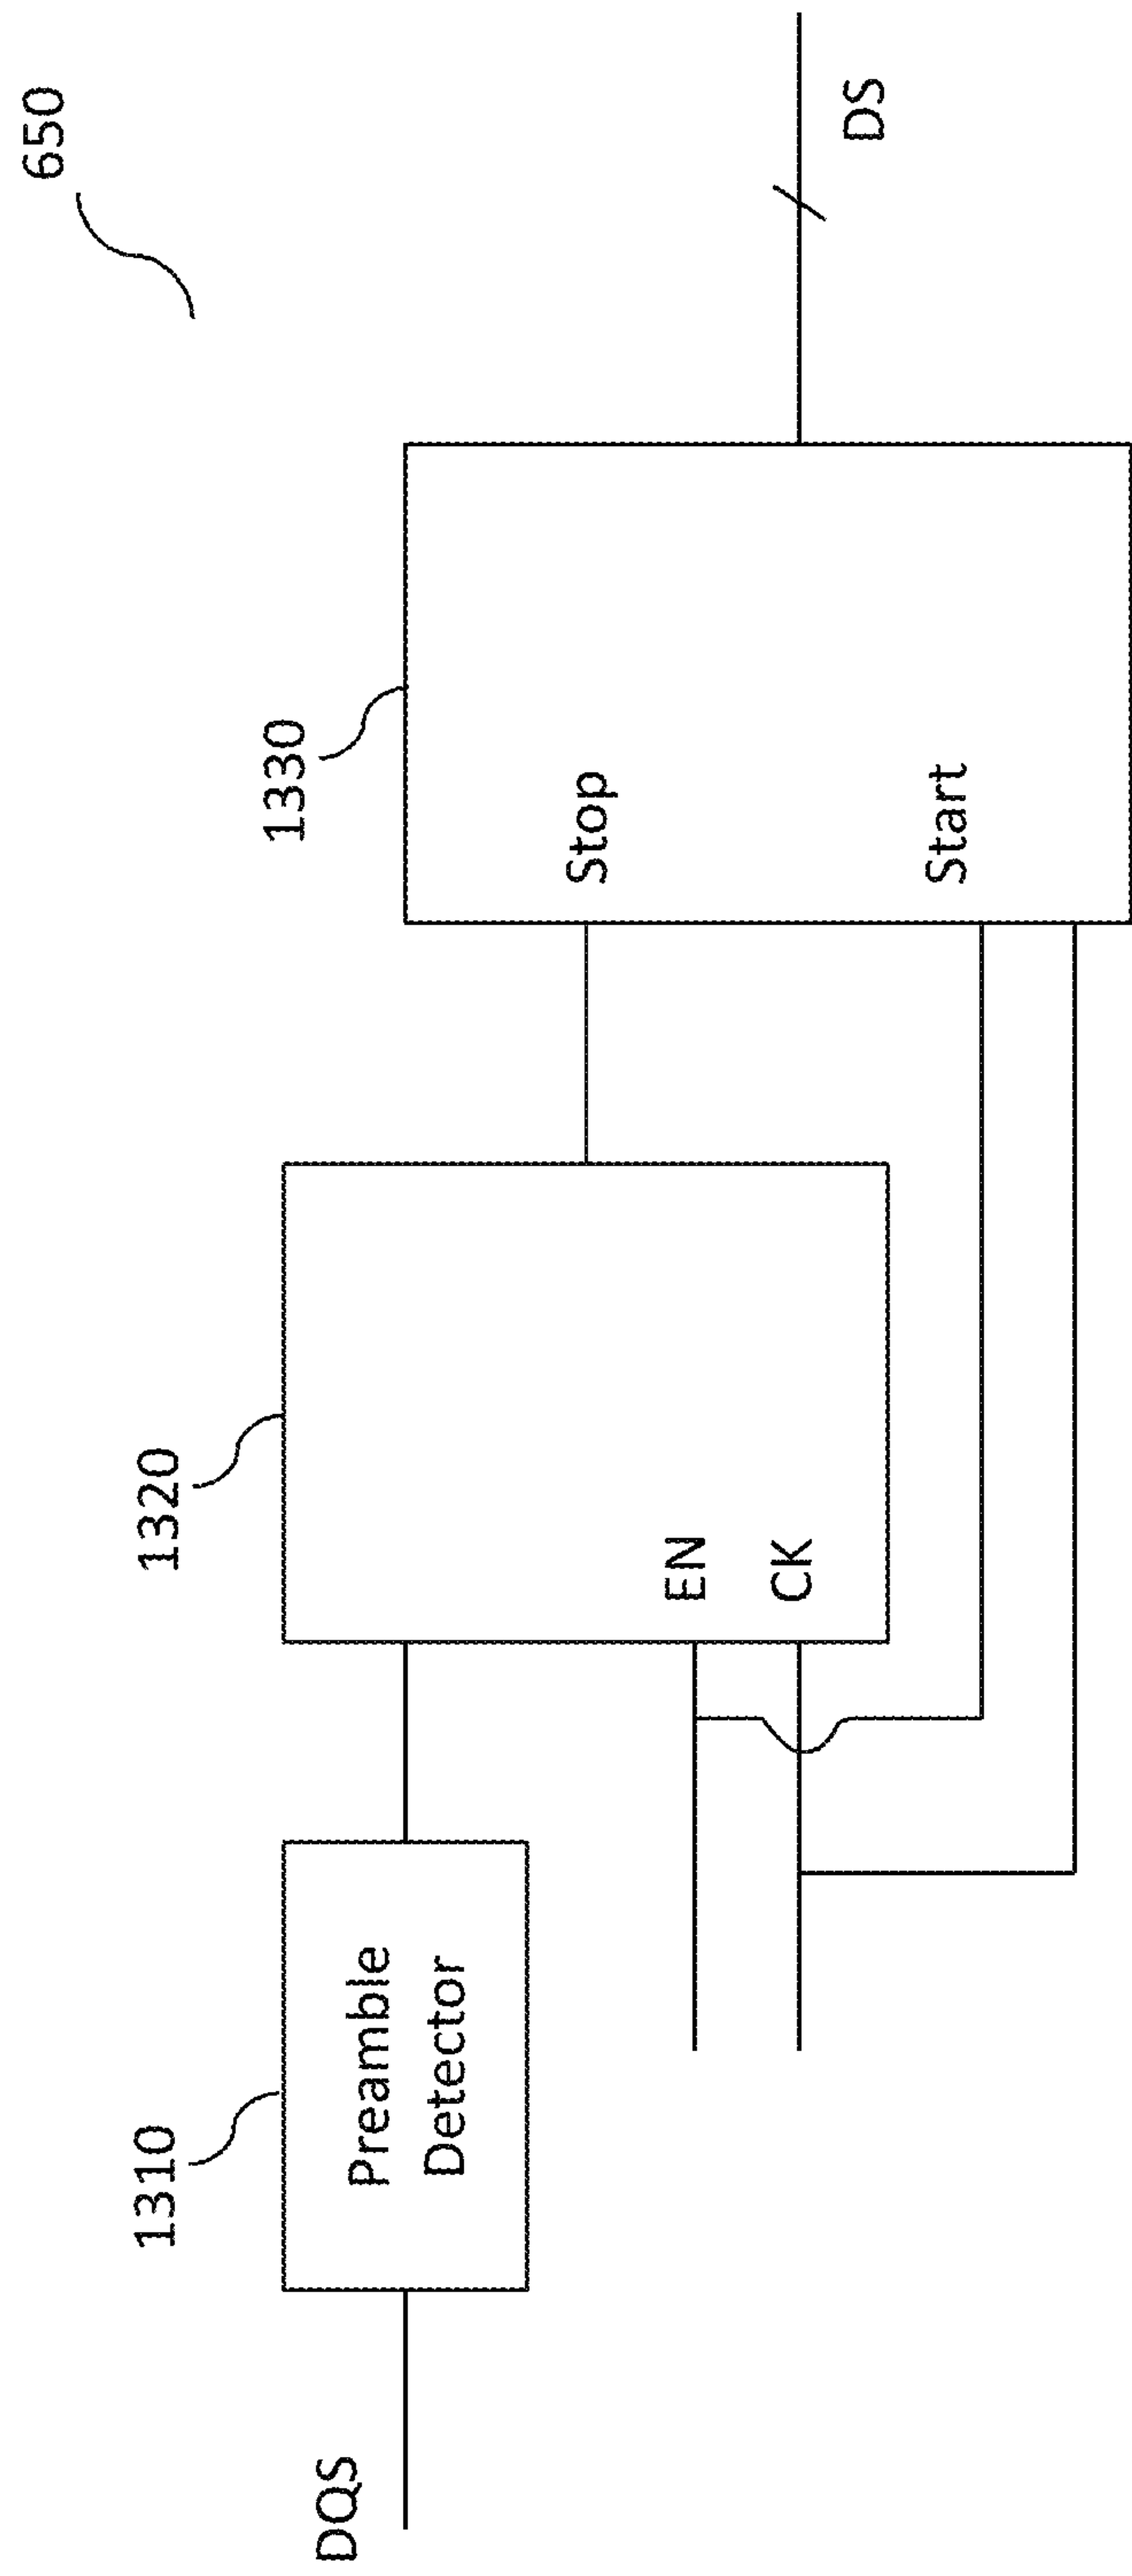 650
1330
1320
1310
DQS
Preamble
Detector
EN
CK
Stop
Start
DS